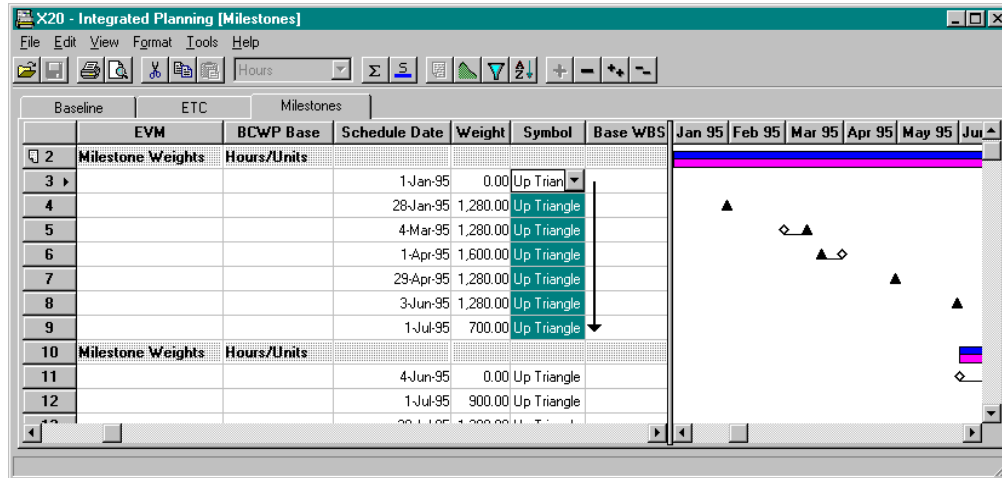 X20 - Integrated Planning [Milestones]
File Edit View Format Tools Help
Hours Σ S A Z
Baseline ETC Milestones
EVM BCWP Base Schedule Date Weight Symbol Base WBS Jan 95 Feb 95 Mar 95 Apr 95 May 95
2 Milestone Weights Hours/Units
3 1-Jan-95 0.00 Up Trian
4 28-Jan-95 1,280.00 Up Triangle
5 4-Mar-95 1,280.00 Up Triangle
6 1-Apr-95 1,600.00 Up Triangle
7 29-Apr-95 1,280.00 Up Triangle
8 3-Jun-95 1,280.00 Up Triangle
9 1-Jul-95 700.00 Up Triangle
10 Milestone Weights Hours/Units
11 4-Jun-95 0.00 Up Triangle
12 1-Jul-95 900.00 Up Triangle